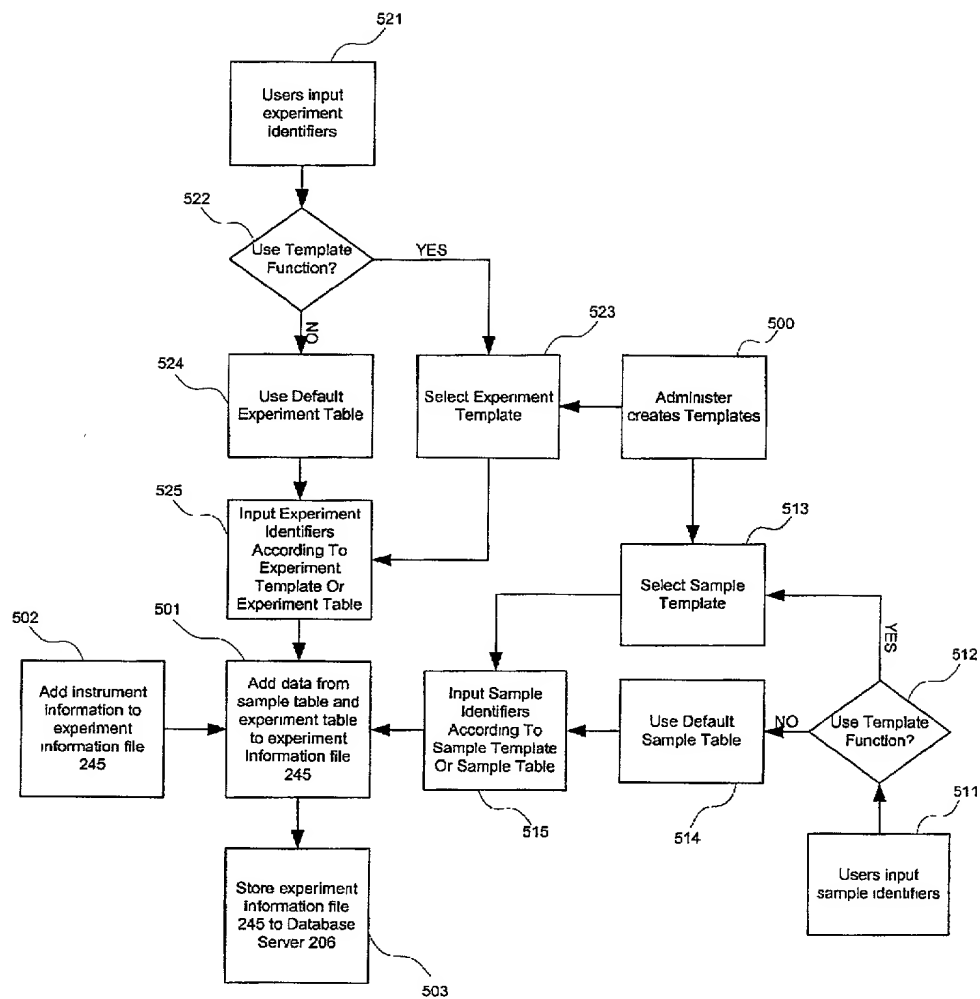 521
Users input
experiment
identifiers
522
Use Template
Function?
YES
NO
523
500
524
Use Default
Experiment Table
Select Experiment
Template
Administer
creates Templates
525
Input Experiment
Identifiers
According To
Experiment
Template Or
Experiment Table
513
Select Sample
Template
YES
502
501
512
Add instrument
information to
experiment
information file
245
Add data from
sample table and
experiment table
to experiment
Information file
245
Input Sample
Identifiers
According To
Sample Template
Or Sample Table
Use Default
Sample Table
NO
Use Template
Function?
515
514
511
Users input
sample identifiers
Store experiment
information file
245 to Database
Server 206
503